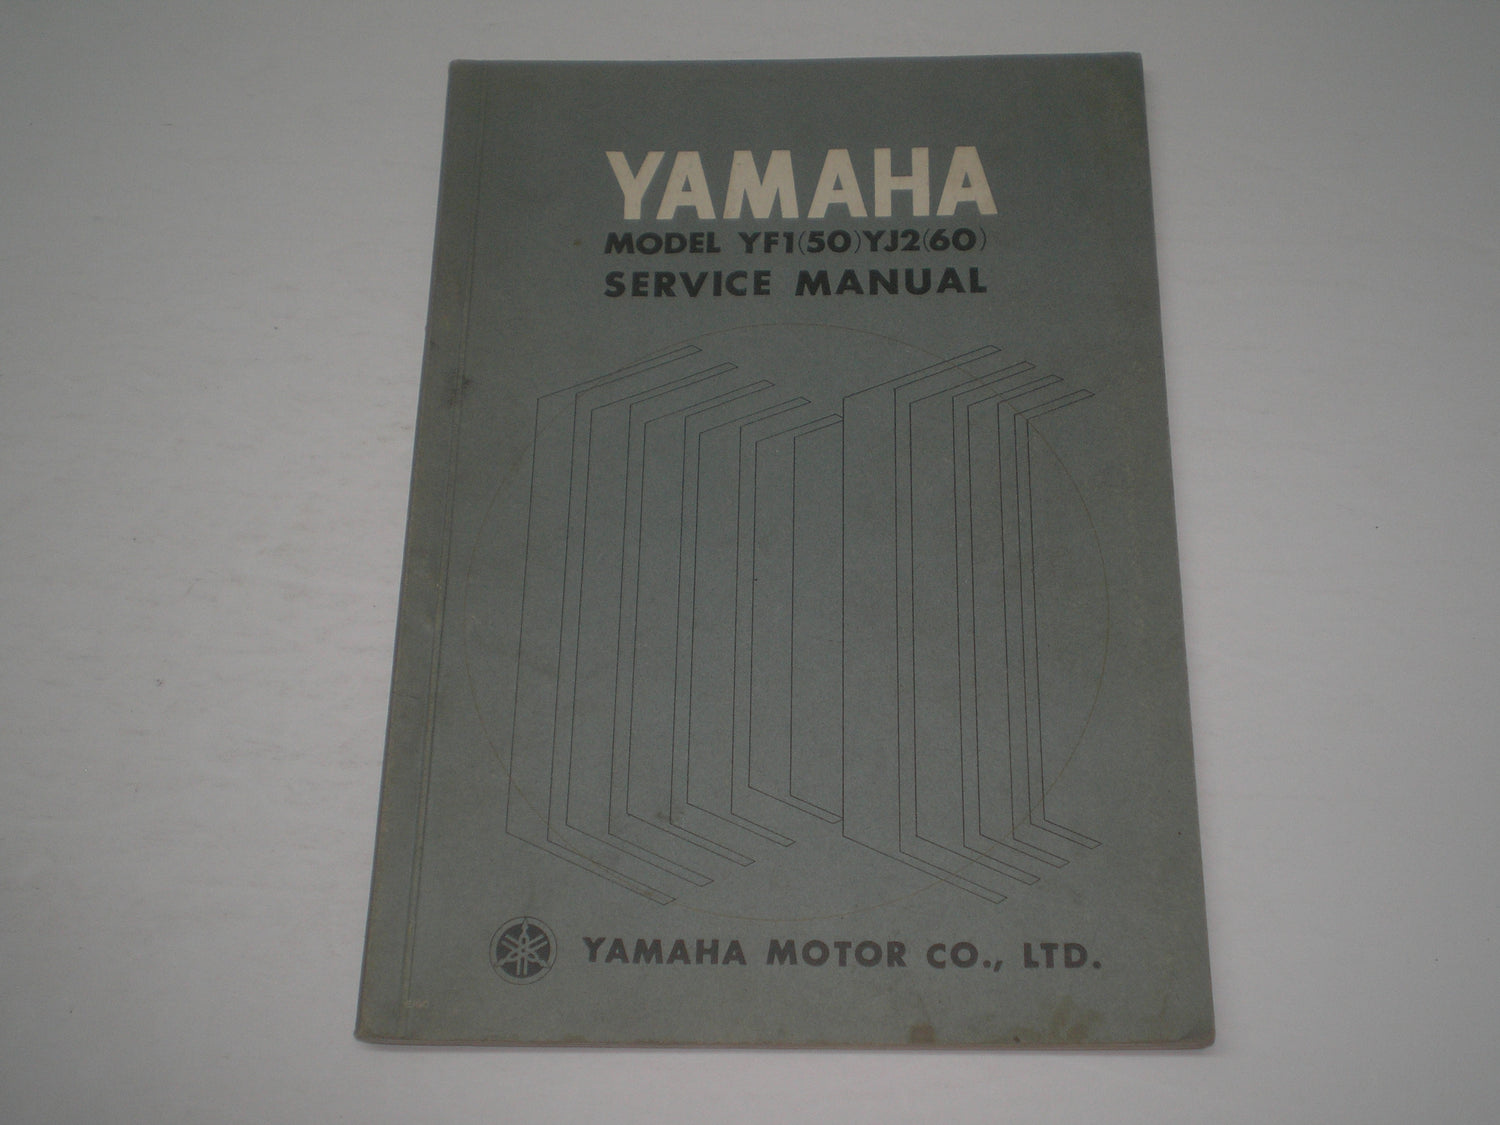 YAMAHA
MODEL YF1(50)YJ2(60)
SERVICE MANUAL
YAMAHA MOTOR CO., LTD.